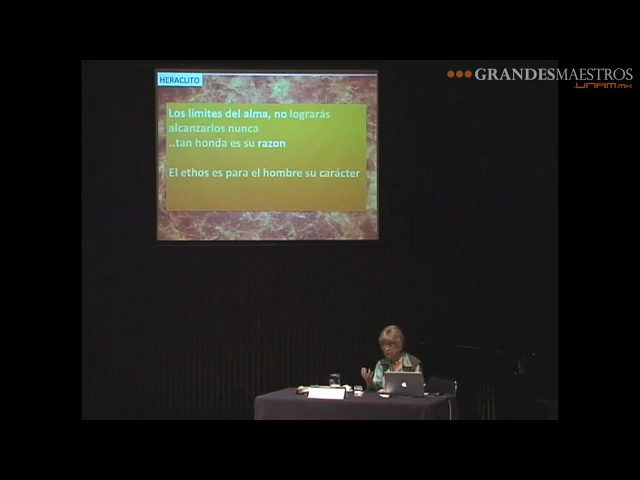 HERACLITO
GRANDESMAESTROS
.UNAM.mx
Los límites del alma, no lograrás
alcanzarlos nunca
..tan honda es su razon
El ethos es para el hombre su carácter